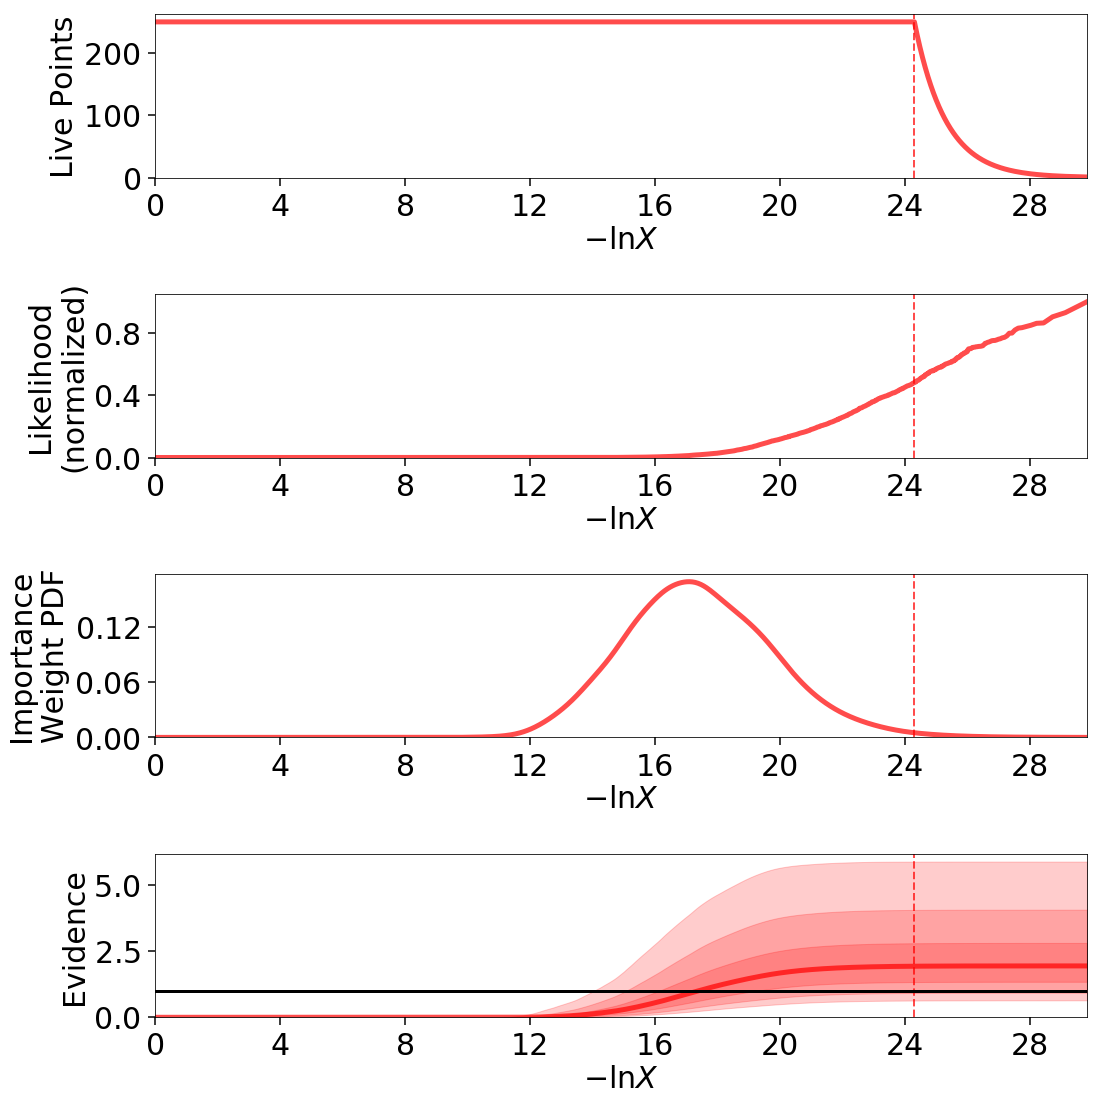 Live Points
200
100
0
0 4 8 12 16 20 24 28
−lnX
Likelihood
(normalized)
0.8
0.4
0.0
0 4 8 12 16 20 24 28
−lnX
Importance
Weight PDF
0.12
0.06
0.00
0 4 8 12 16 20 24 28
−lnX
Evidence
5.0
2.5
0.0
0 4 8 12 16 20 24 28
−lnX